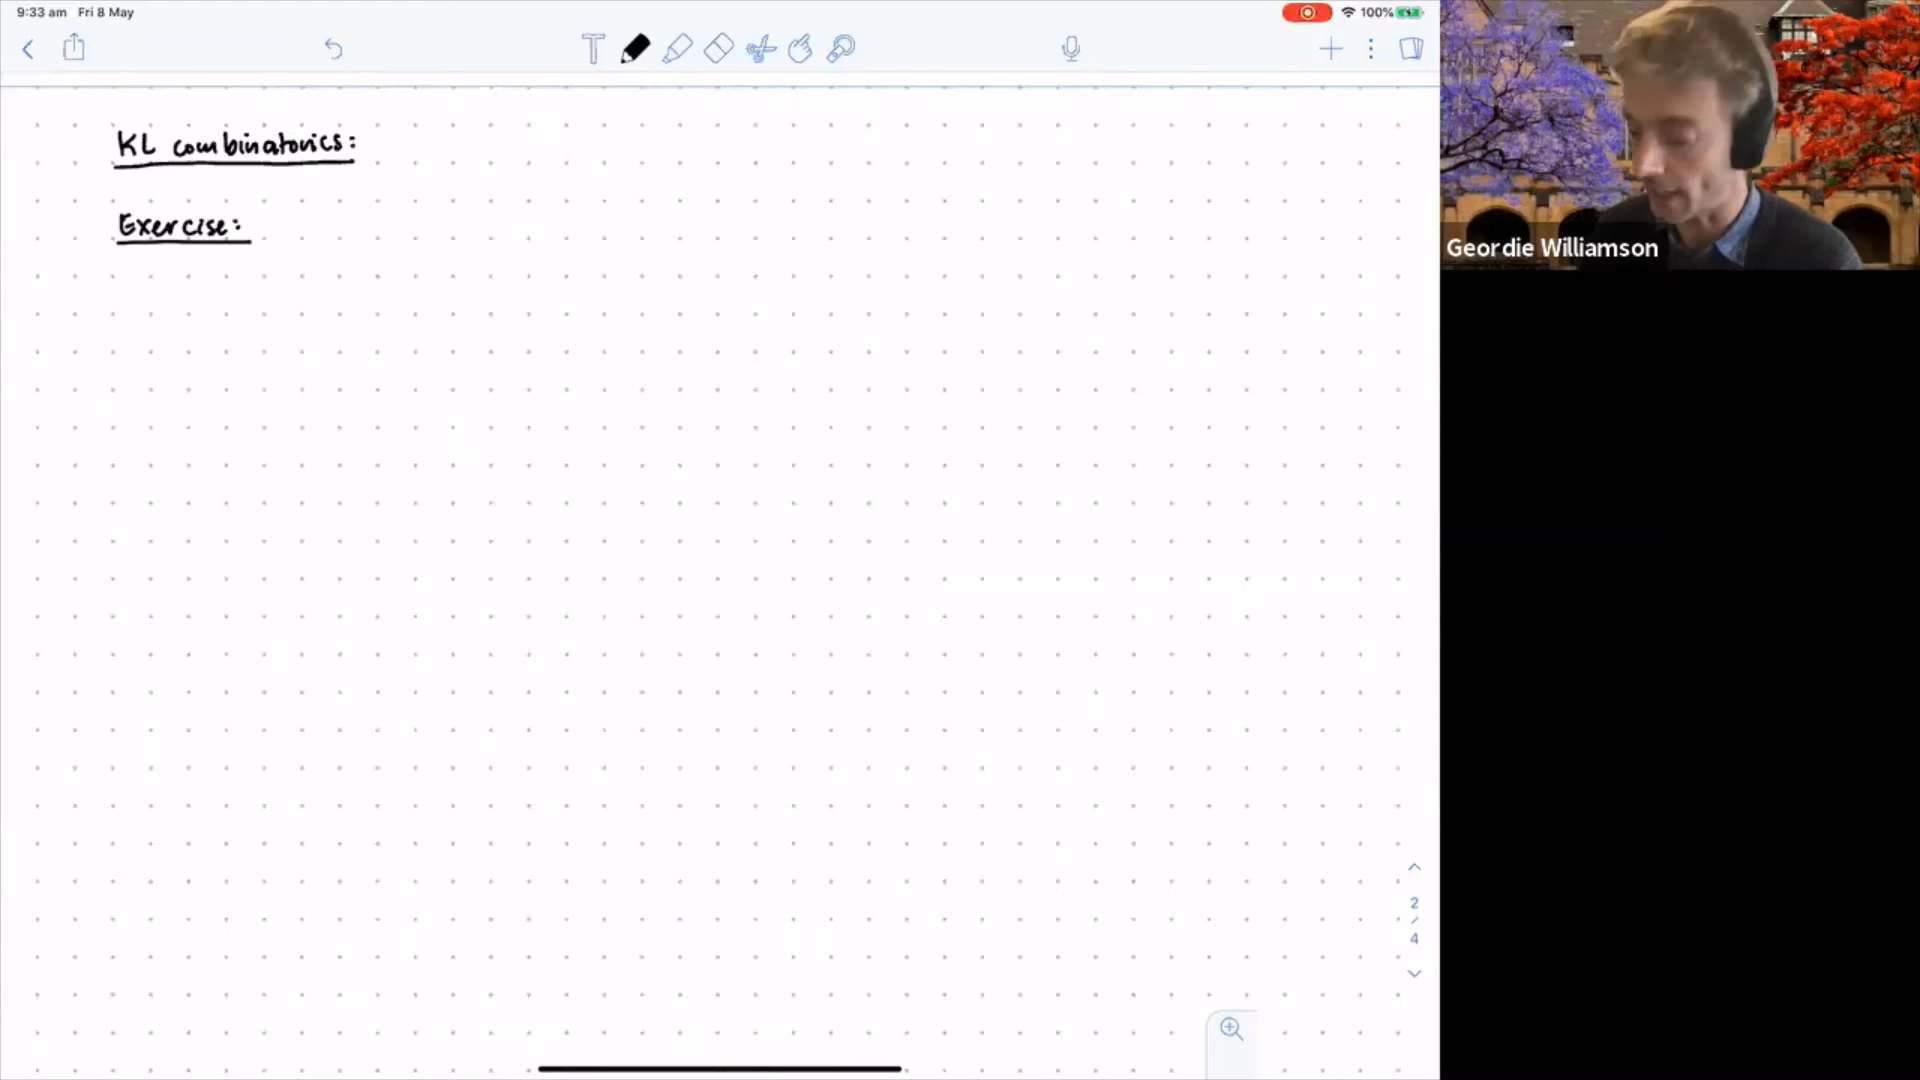 9:33 am Fri 8 May
100%
T
KL combinatorics:
Exercise:
Geordie Williamson
2
/
4